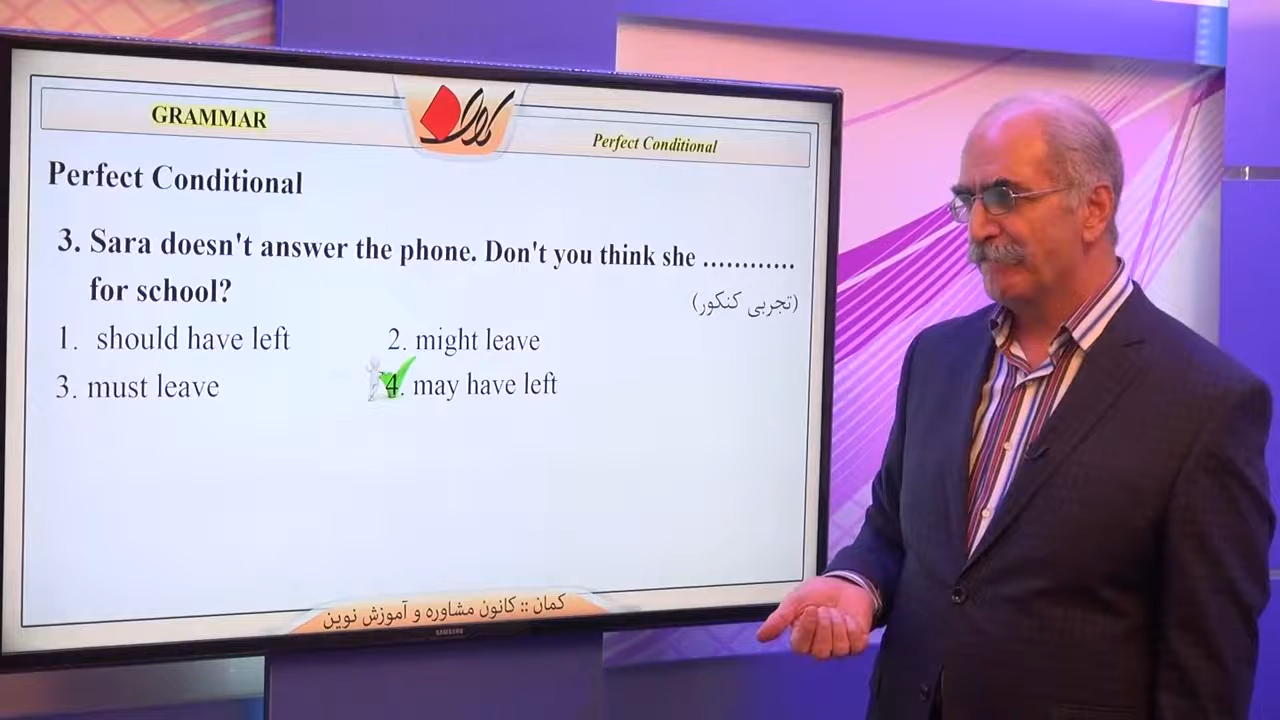 GRAMMAR
کمان
Perfect Conditional
Perfect Conditional
3. Sara doesn't answer the phone. Don't you think she ............
for school?
(تجربی کنکور)
1. should have left
2. might leave
3. must leave
4. may have left
کمان :: کانون مشاوره و آموزش نوین
SAMSUNG